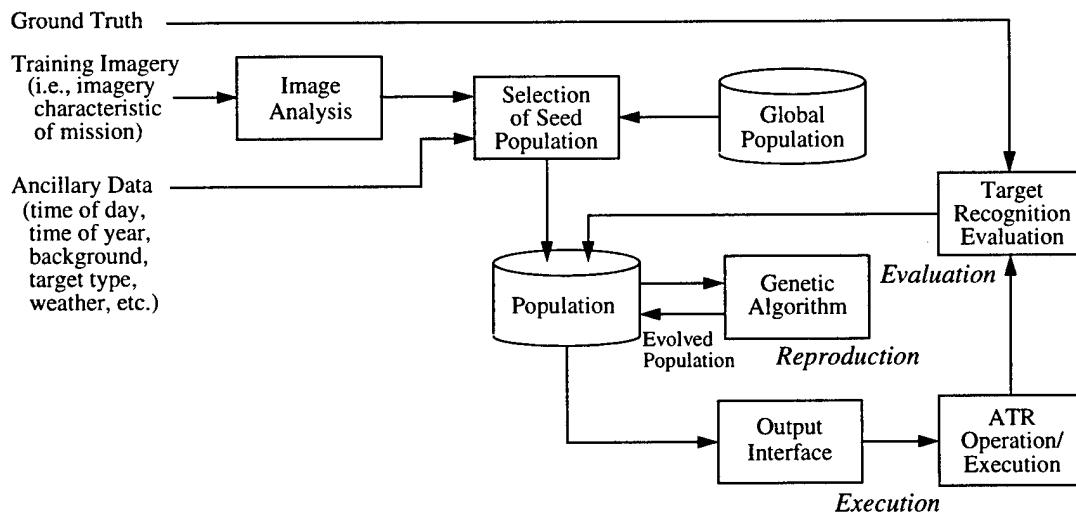 Ground Truth
Training Imagery
(i.e., imagery
characteristic
of mission)
Image
Analysis
Selection
of Seed
Population
Global
Population
Ancillary Data
(time of day,
time of year,
background,
target type,
weather, etc.)
Target
Recognition
Evaluation
Evaluation
Population
Genetic
Algorithm
Evolved
Population
Reproduction
Output
Interface
ATR
Operation/
Execution
Execution